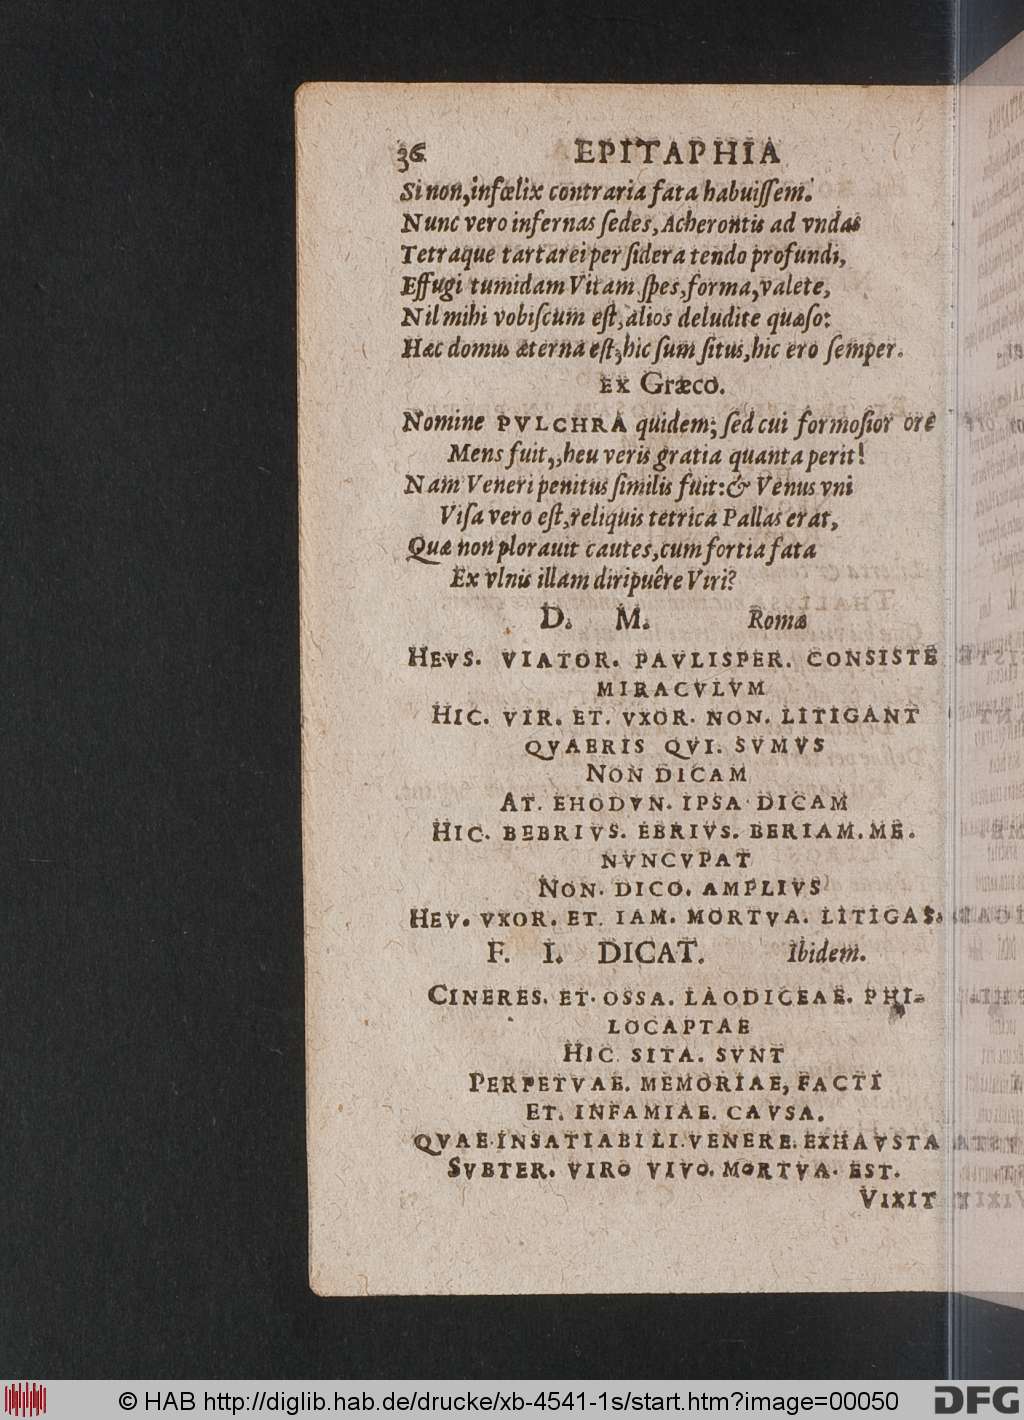 36 EPITAPHIA
Si non, infœlix contraria fata habuiſſem.
Nunc vero infernas ſedes, Acherontis ad vndas
Tetraque tartarei per ſidera tendo profundi,
Effugi tumidam Vitam ſpes, forma, valete,
Nil mihi vobiſcum eſt, alios deludite quæſo:
Hæc domus æterna eſt, hic ſum ſitus, hic ero ſemper.
EX Græco.
Nomine PVLCHRA quidem; ſed cui formoſior ore
Mens fuit,, heu veris gratia quanta perit!
Nam Veneri penitus ſimilis fuit: & Venus vni
Viſa vero eſt, reliquis tetrica Pallas erat,
Quæ non plorauit cautes, cum fortia fata
Ex vlnis illam diripuêre Viri?
D. M. Romæ
HEVS. VIATOR. PAVLISPER. CONSISTE
MIRACVLVM
HIC. VIR. ET. VXOR. NON. LITIGANT
QVAERIS QVI. SVMVS
NON DICAM
AT. EHODVN. IPSA DICAM
HIC. BEBRIVS. EBRIVS. BERIAM. ME.
NVNCVPAT
NON. DICO. AMPLIVS
HEV. VXOR. ET. IAM. MORTVA. LITIGAS.
F. I. DICAT. Ibidem.
CINERES. ET. OSSA. LAODICEAE. PHI-
LOCAPTAE
HIC. SITA. SVNT
PERPETVAE. MEMORIAE, FACTI
ET. INFAMIAE. CAVSA.
QVAE.INSATIABILI.VENERE.EXHAVSTA
SVBTER. VIRO VIVO. MORTVA. EST.
VIXIT
© HAB http://diglib.hab.de/drucke/xb-4541-1s/start.htm?image=00050
DFG